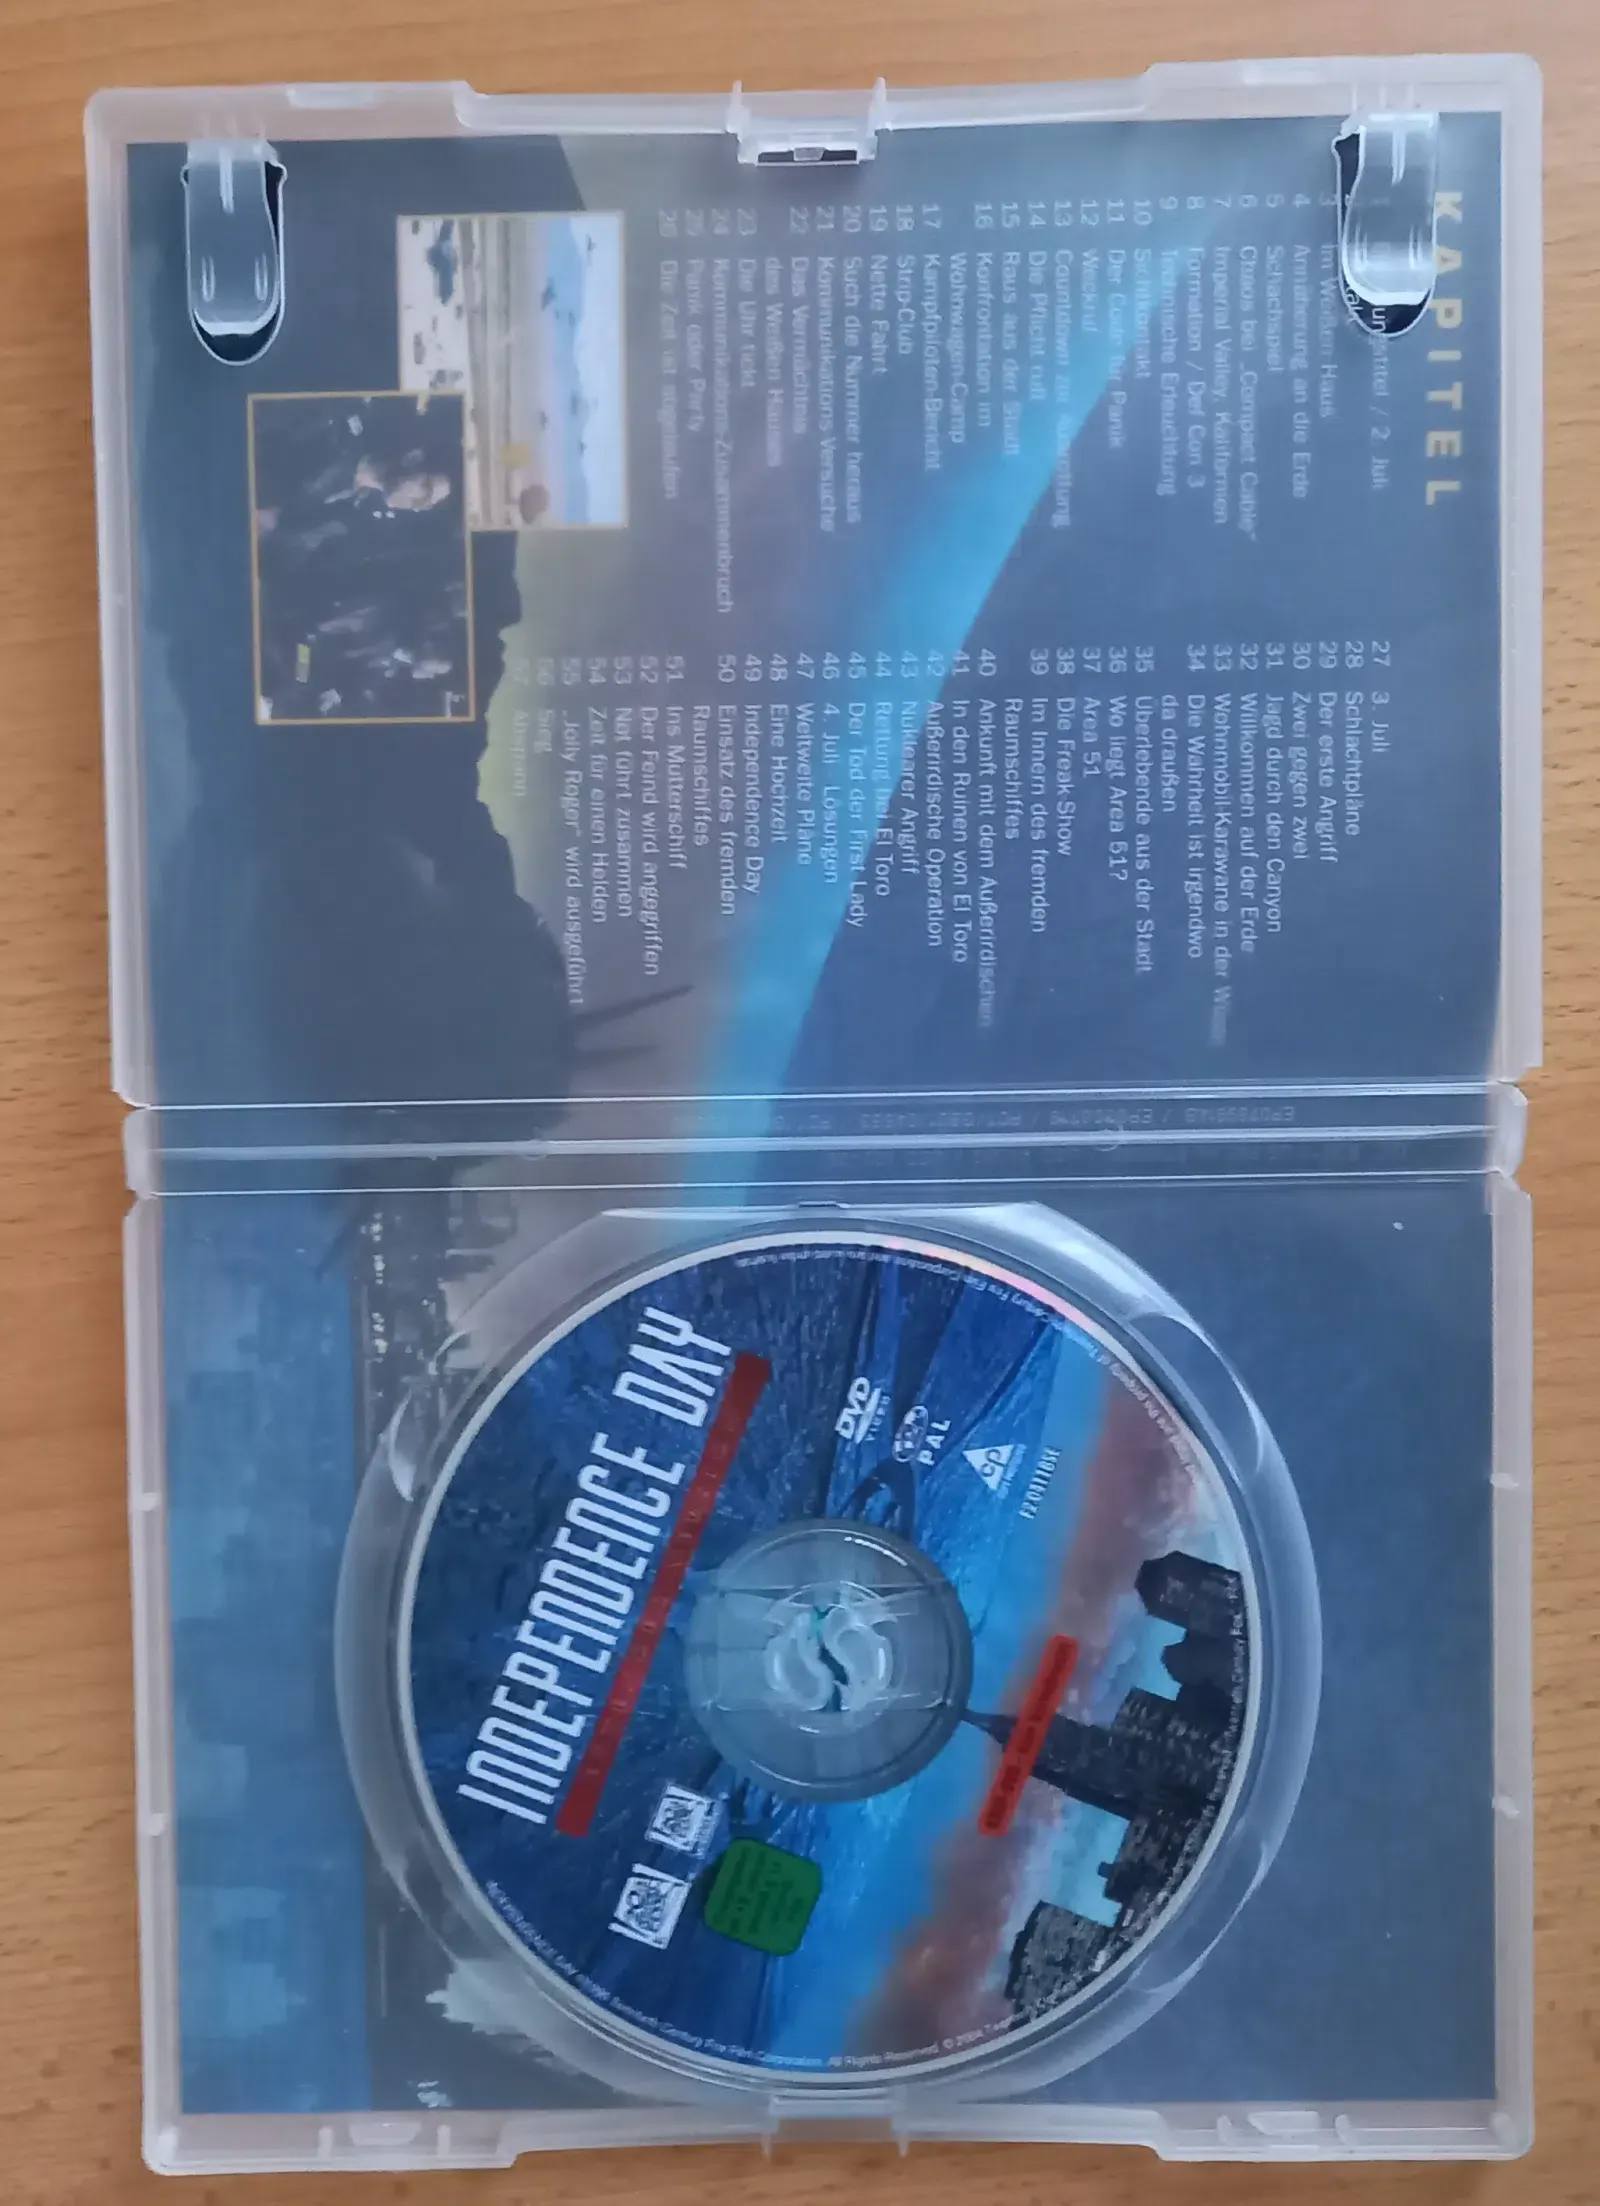 KAPITEL
/ 2. Juli
3 Im Weißen Haus
4 Annäherung an die Erde
5 Schachspiel
6 Chaos bei „Compact Cable“
7 Imperial Valley, Kalifornien
8 Formation / Def Con 3
9 Technische Erleuchtung
10 Sichtkontakt
11 Der Code für Panik
12 Weckruf
13 Countdown zur
14 Die Pflicht ruft
15 Raus aus der Stadt
16 Konfrontation im
Wohnwagen-Camp
17 Kampfpiloten-Bericht
18 Strip-Club
19 Nette Fahrt
20 Such die Nummer heraus
21 Kommunikations-Versuche
22 Das Vermächtnis
des Weißen Hauses
23 Die Uhr tickt
24 Kommunikations-Zusammenbruch
25 Panik oder Party
26 Die Zeit ist abgelaufen
27 3. Juli
28 Schlachtpläne
29 Der erste Angriff
30 Zwei gegen zwei
31 Jagd durch den Canyon
32 Willkommen auf der Erde
33 Wohnmobil-Karawane in der Wüste
34 Die Wahrheit ist irgendwo
da draußen
35 Überlebende aus der Stadt
36 Wo liegt Area 51?
37 Area 51
38 Die Freak-Show
39 Im Innern des fremden
Raumschiffes
40 Ankunft mit dem Außerirdischen
41 In den Ruinen von El Toro
42 Außerirdische Operation
43 Nuklearer Angriff
44 Rettung bei El Toro
45 Der Tod der First Lady
46 4. Juli - Lösungen
47 Weltweite Pläne
48 Eine Hochzeit
49 Independence Day
50 Einsatz des fremden
Raumschiffes
51 Ins Mutterschiff
52 Der Feind wird angegriffen
53 Not führt zusammen
54 Zeit für einen Helden
55 „Jolly Roger“ wird ausgeführt
56 Sieg
57 Abspann
INDEPENDENCE DAY
DVD
VIDEO
PAL
CP
F2 04117BSE